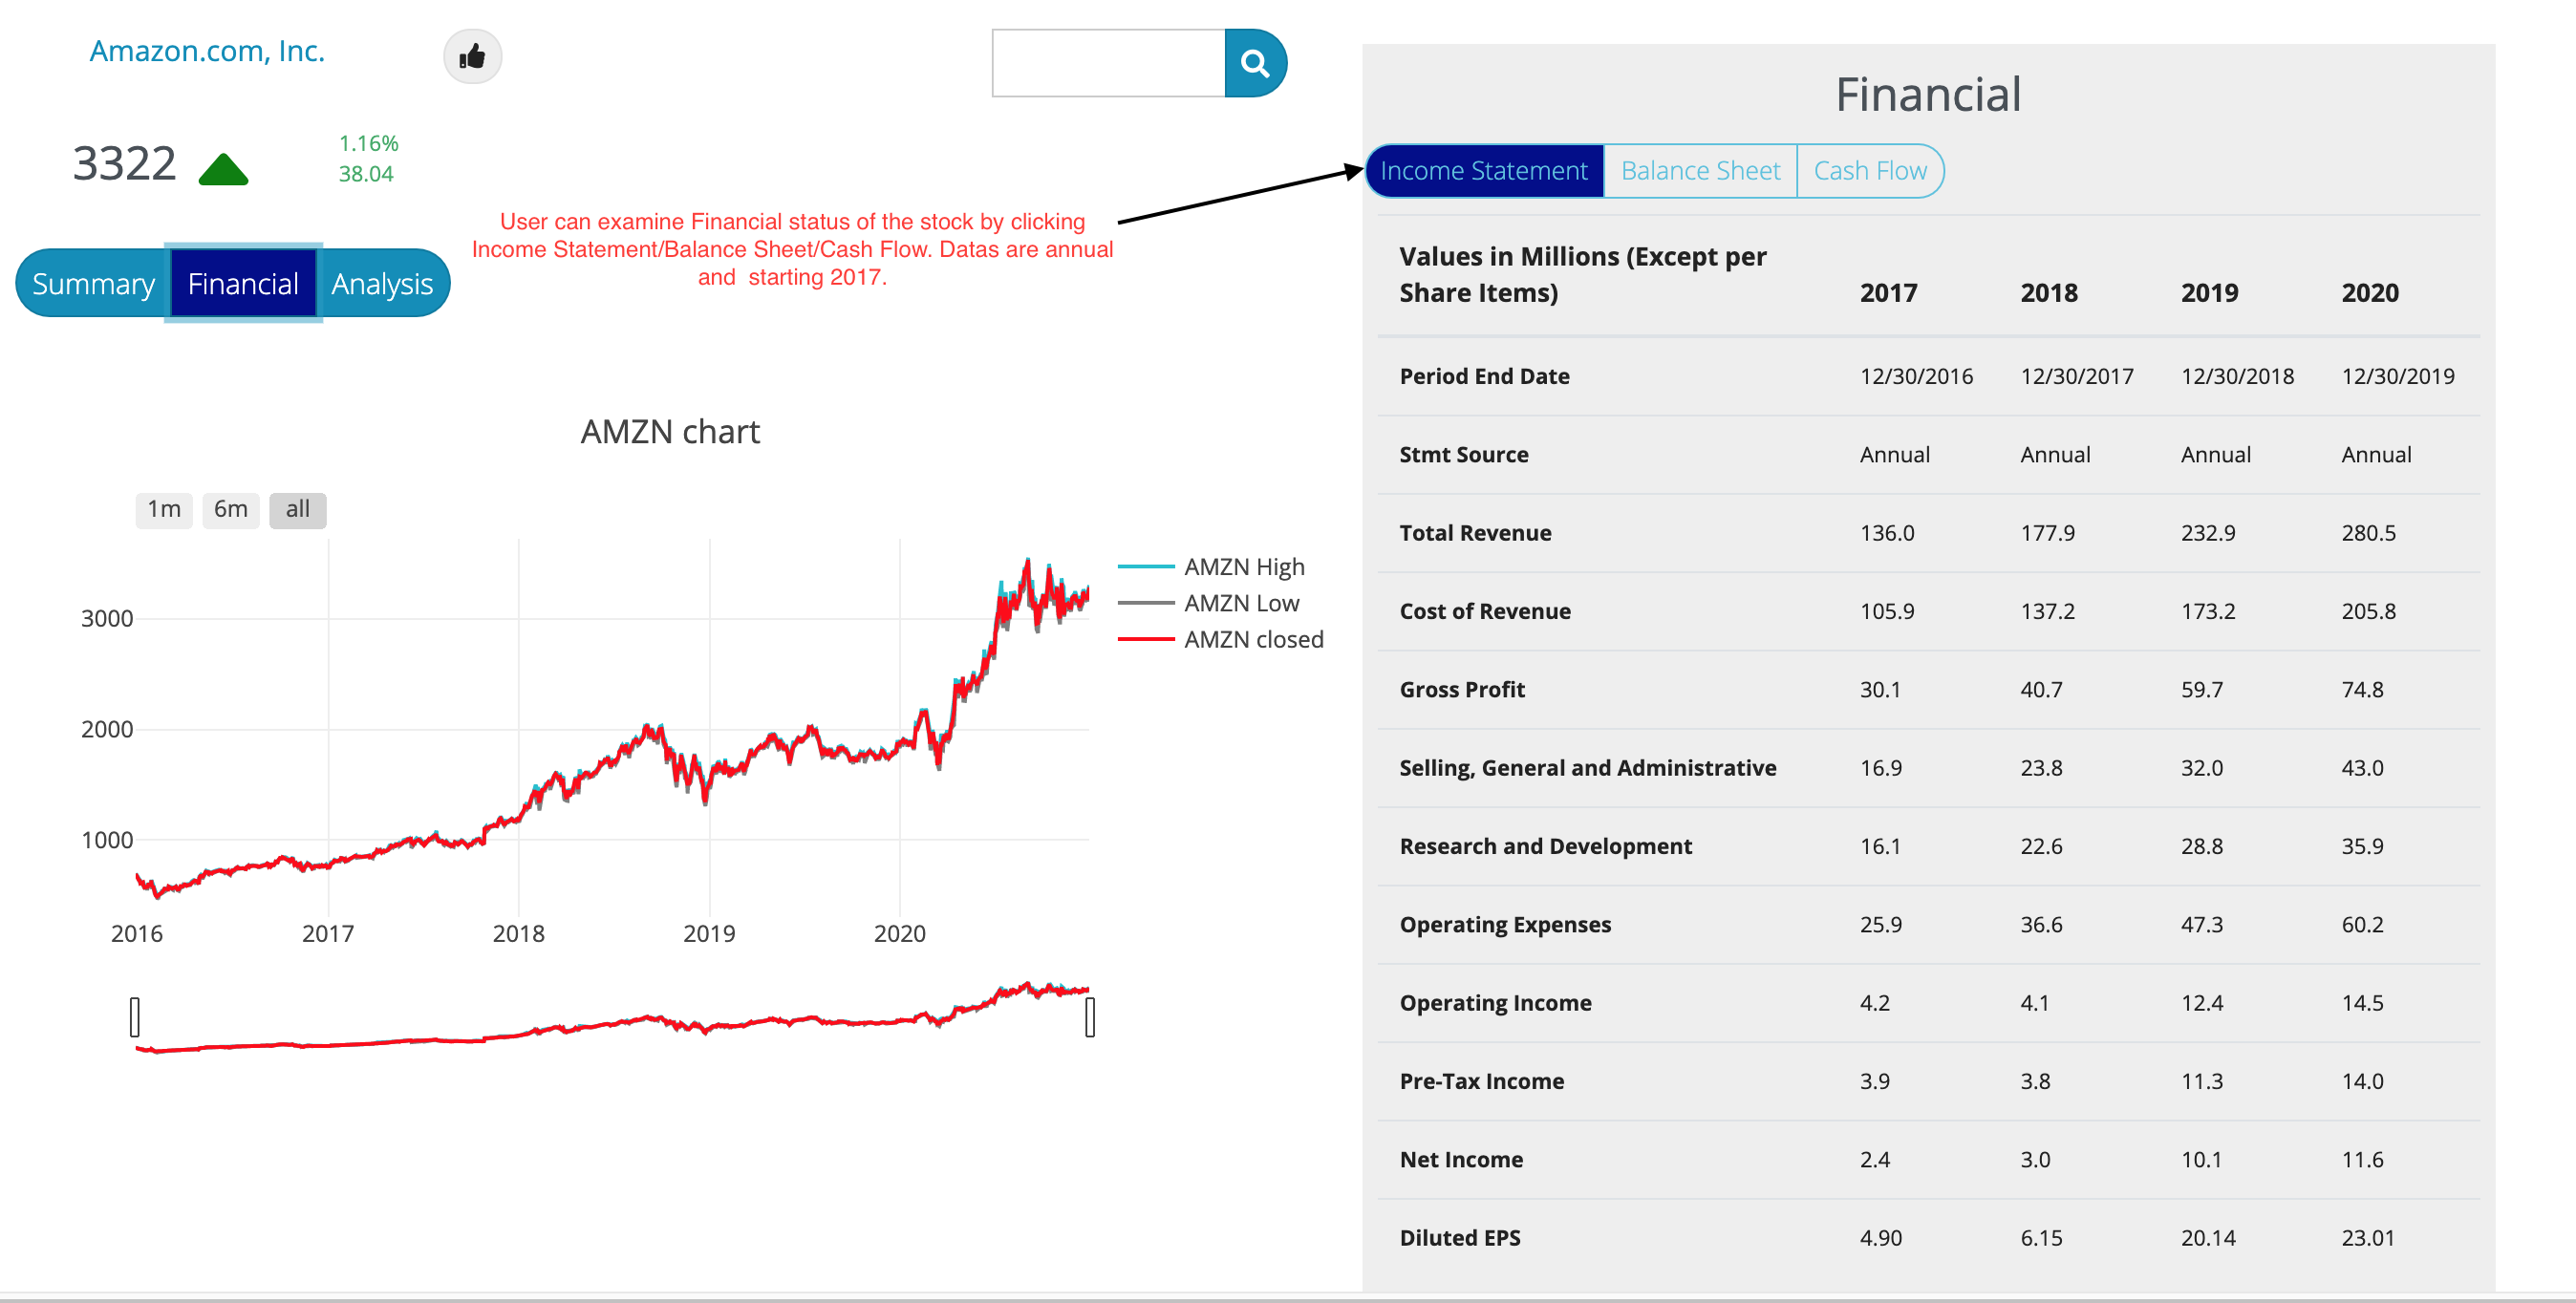 Amazon.com, Inc.
3322
1.16%
38.04
Summary Financial Analysis
User can examine Financial status of the stock by clicking
Income Statement/Balance Sheet/Cash Flow. Datas are annual
and  starting 2017.
AMZN chart
1m 6m all
3000
2000
1000
2016 2017 2018 2019 2020
AMZN High
AMZN Low
AMZN closed
Financial
Income Statement Balance Sheet Cash Flow
Values in Millions (Except per
Share Items) 2017 2018 2019 2020
Period End Date 12/30/2016 12/30/2017 12/30/2018 12/30/2019
Stmt Source Annual Annual Annual Annual
Total Revenue 136.0 177.9 232.9 280.5
Cost of Revenue 105.9 137.2 173.2 205.8
Gross Profit 30.1 40.7 59.7 74.8
Selling, General and Administrative 16.9 23.8 32.0 43.0
Research and Development 16.1 22.6 28.8 35.9
Operating Expenses 25.9 36.6 47.3 60.2
Operating Income 4.2 4.1 12.4 14.5
Pre-Tax Income 3.9 3.8 11.3 14.0
Net Income 2.4 3.0 10.1 11.6
Diluted EPS 4.90 6.15 20.14 23.01